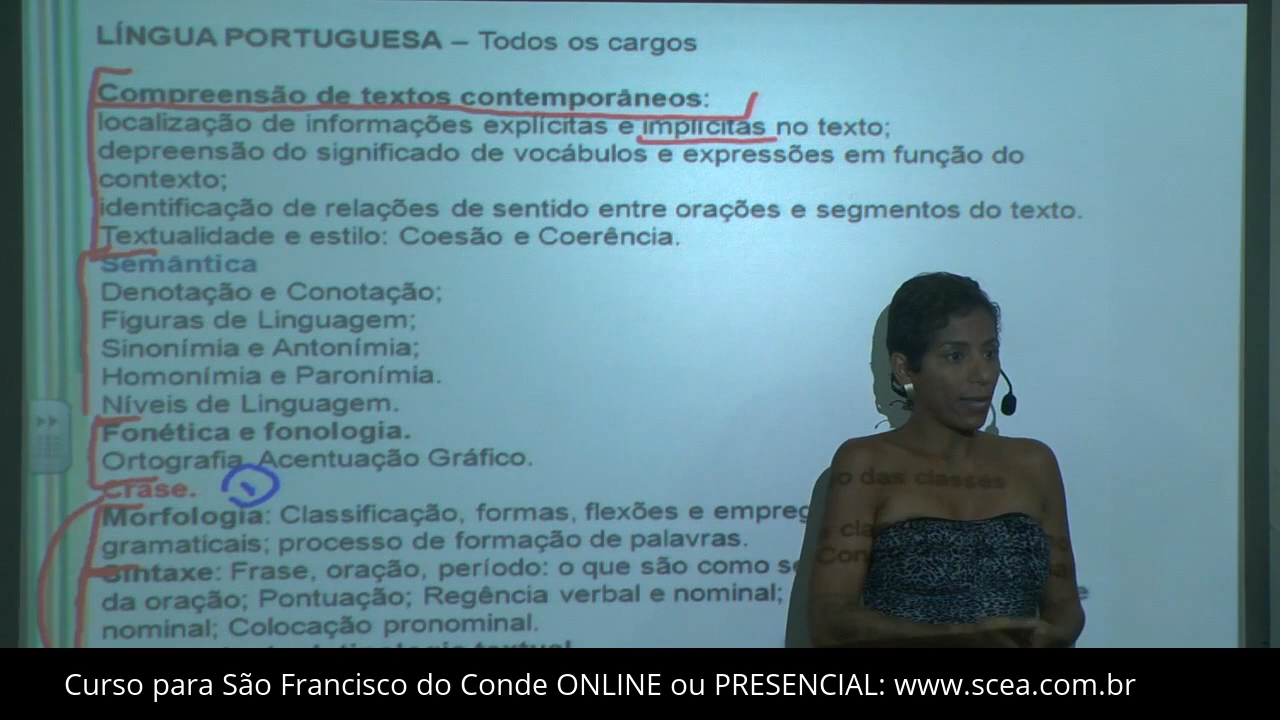 LÍNGUA PORTUGUESA – Todos os cargos
Compreensão de textos contemporâneos:
localização de informações explícitas e implícitas no texto;
depreensão do significado de vocábulos e expressões em função do
contexto;
identificação de relações de sentido entre orações e segmentos do texto.
Textualidade e estilo: Coesão e Coerência.
Semântica
Denotação e Conotação;
Figuras de Linguagem;
Sinonímia e Antonímia;
Homonímia e Paronímia.
Níveis de Linguagem.
Fonética e fonologia.
Ortografia, Acentuação Gráfico.
Crase.
Morfologia: Classificação, formas, flexões e empreg o das classes
gramaticais; processo de formação de palavras.
Sintaxe: Frase, oração, período: o que são como
da oração; Pontuação; Regência verbal e nominal;
nominal; Colocação pronominal.
Curso para São Francisco do Conde ONLINE ou PRESENCIAL: www.scea.com.br